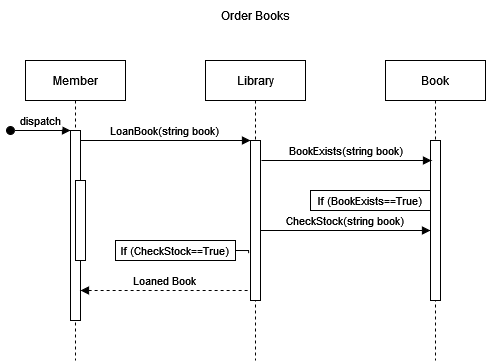 Order Books
Member
Library
Book
dispatch
LoanBook(string book)
BookExists(string book)
If (BookExists==True)
CheckStock(string book)
If (CheckStock==True)
Loaned Book